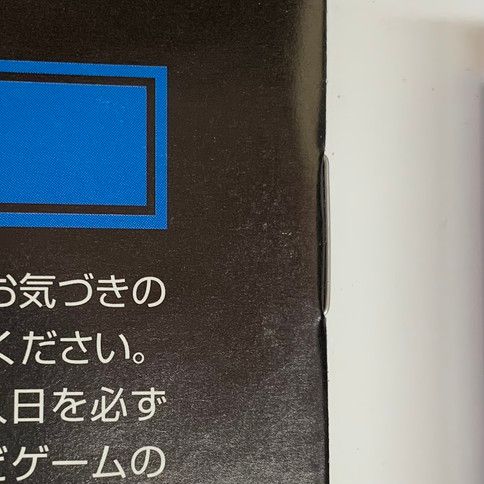 お気づきの
ください。
日を必ず
ゲームの